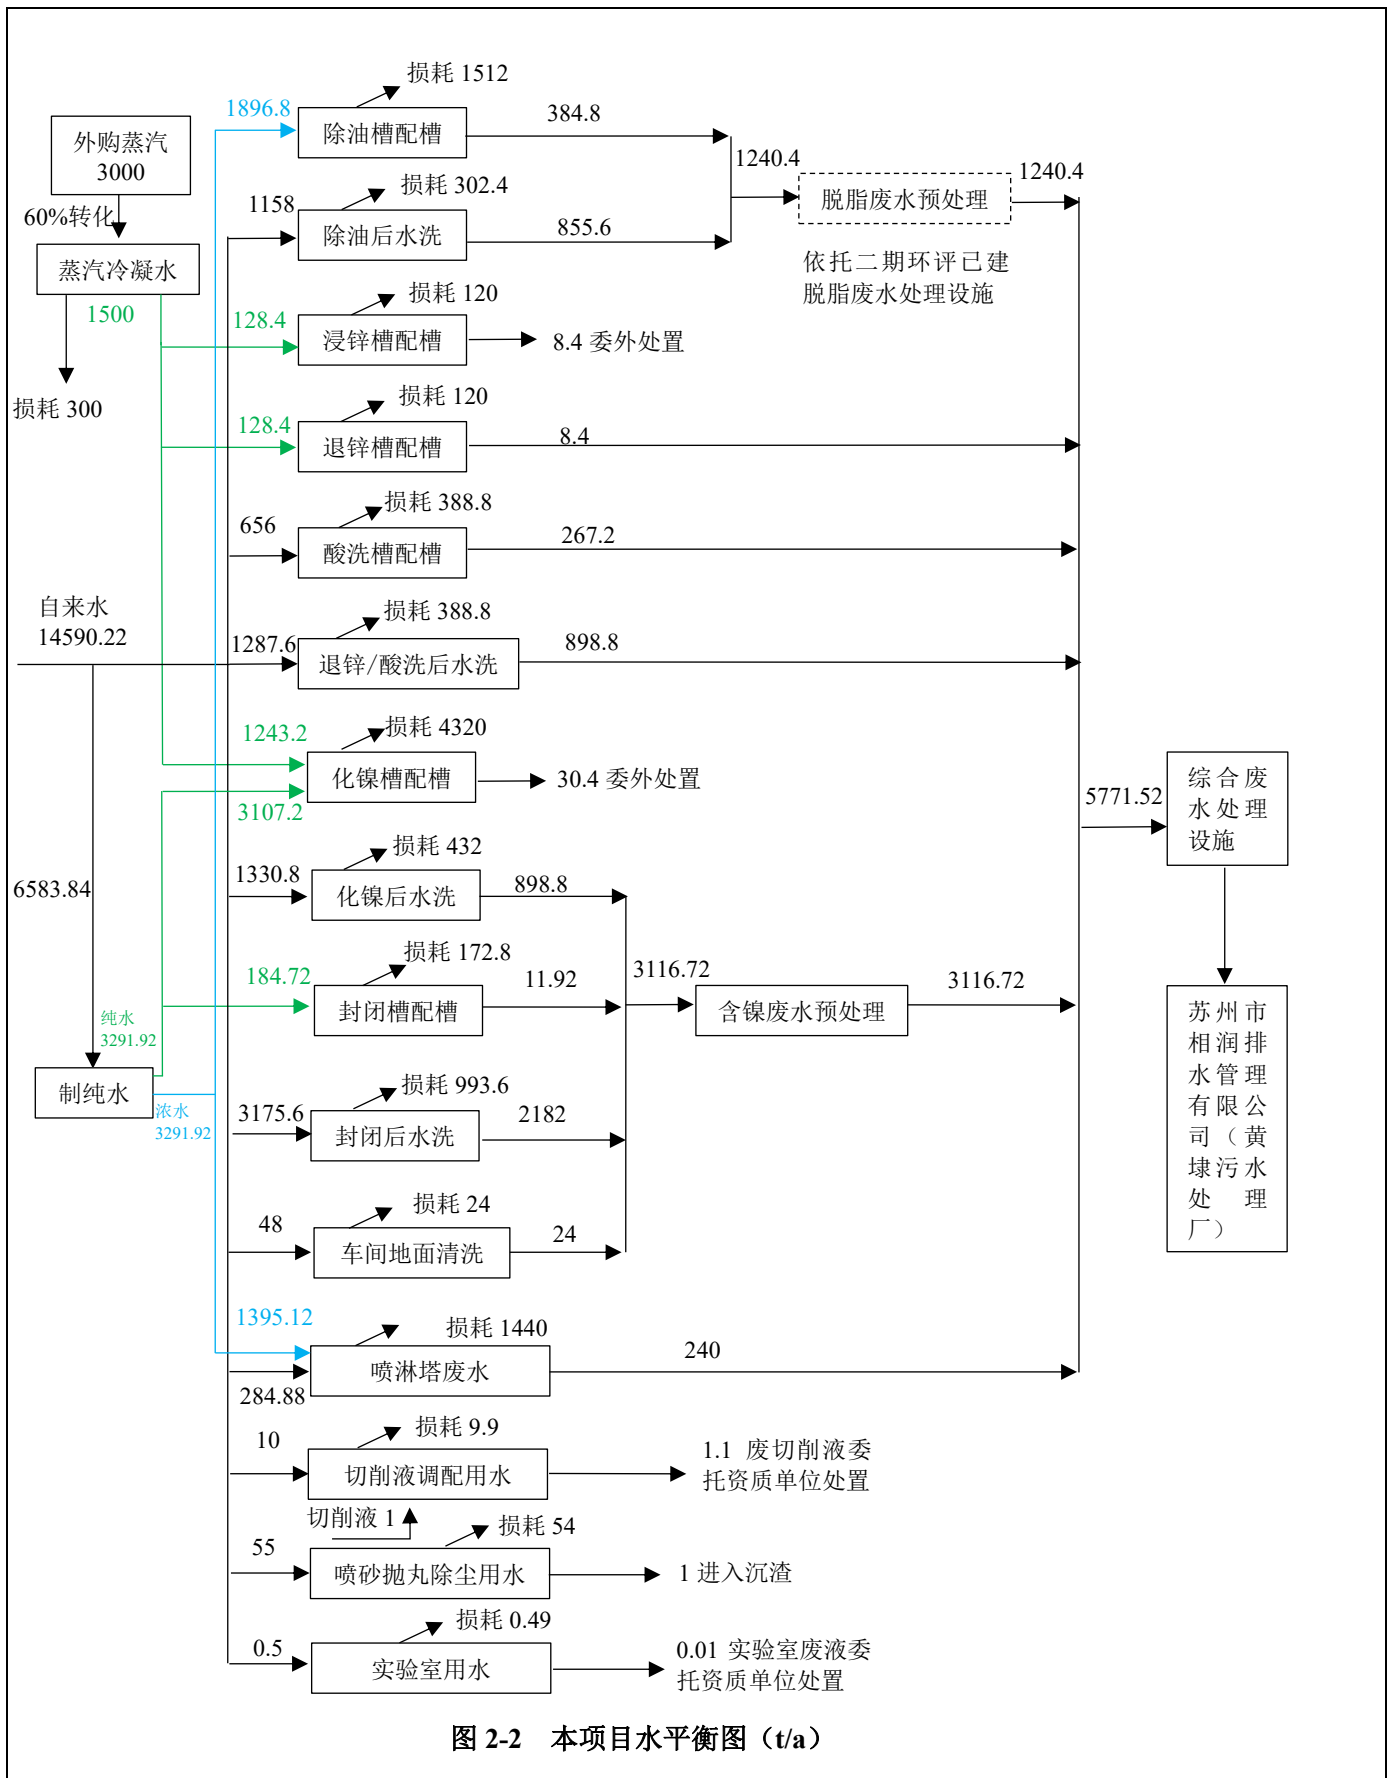 损耗 1512
1896.8
384.8
除油槽配槽
外购蒸汽
3000
1240.4
1240.4
损耗 302.4
脱脂废水预处理
60%转化
1158
除油后水洗
855.6
依托二期环评已建
脱脂废水处理设施
蒸汽冷凝水
1500
损耗 120
128.4
浸锌槽配槽
8.4 委外处置
损耗 300
损耗 120
128.4
退锌槽配槽
8.4
损耗 388.8
656
酸洗槽配槽
267.2
自来水
14590.22
损耗 388.8
1287.6
退锌/酸洗后水洗
898.8
损耗 4320
1243.2
化镍槽配槽
30.4 委外处置
3107.2
5771.52
综合废
水处理
设施
损耗 432
6583.84
1330.8
化镍后水洗
898.8
损耗 172.8
184.72
封闭槽配槽
11.92
3116.72
含镍废水预处理
3116.72
纯水
3291.92
制纯水
浓水
3291.92
苏州市
相润排
水管理
有限公
司（黄
埭污水
处理
厂）
损耗 993.6
3175.6
封闭后水洗
2182
损耗 24
48
车间地面清洗
24
1395.12
损耗 1440
喷淋塔废水
240
284.88
损耗 9.9
10
切削液调配用水
1.1 废切削液委
托资质单位处置
切削液 1
损耗 54
55
喷砂抛丸除尘用水
1 进入沉渣
损耗 0.49
0.5
实验室用水
0.01 实验室废液委
托资质单位处置
图 2-2 本项目水平衡图（t/a）